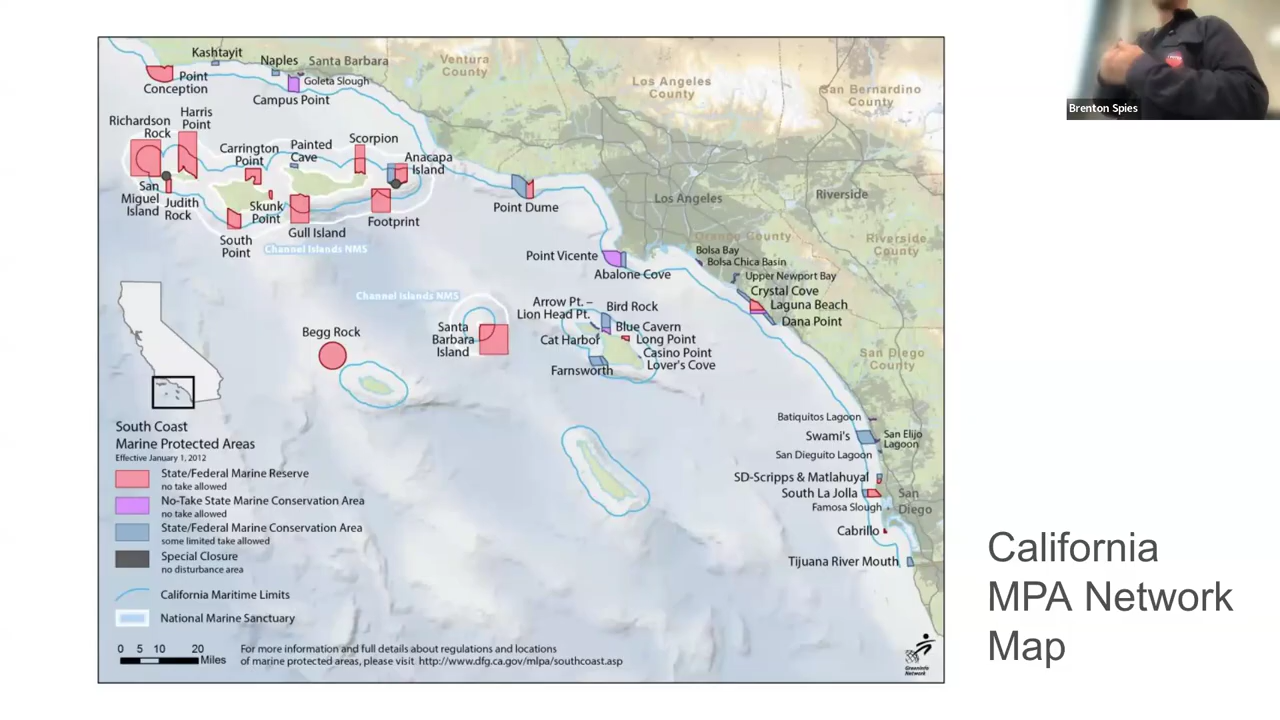 Kashtayit
Naples
Santa Barbara
Goleta Slough
Point
Conception
Campus Point
Ventura
County
Los Angeles
County
San Bernardino
County
Richardson
Rock
Harris
Point
Carrington
Point
Painted
Cave
Scorpion
Anacapa
Island
San
Miguel
Island
Judith
Rock
Skunk
Point
Gull Island
Footprint
South
Point
Channel Islands NMS
Point Dume
Los Angeles
Riverside
Orange County
Riverside
County
Point Vicente
Abalone Cove
Bolsa Bay
Bolsa Chica Basin
Upper Newport Bay
Crystal Cove
Laguna Beach
Dana Point
Channel Islands NMS
Begg Rock
Santa
Barbara
Island
Arrow Pt. –
Lion Head Pt.
Bird Rock
Blue Cavern
Cat Harbor
Long Point
Casino Point
Lover's Cove
Farnsworth
San Diego
County
Batiquitos Lagoon
Swami's
San Elijo
Lagoon
San Dieguito Lagoon
SD-Scripps & Matlahuyal
South La Jolla
San
Diego
Famosa Slough
Cabrillo
Tijuana River Mouth
South Coast
Marine Protected Areas
Effective January 1, 2012
State/Federal Marine Reserve
no take allowed
No-Take State Marine Conservation Area
no take allowed
State/Federal Marine Conservation Area
some limited take allowed
Special Closure
no disturbance area
California Maritime Limits
National Marine Sanctuary
0 5 10 20
Miles
For more information and full details about regulations and locations
of marine protected areas, please visit http://www.dfg.ca.gov/mlpa/southcoast.asp
GreenInfo
Network
Brenton Spies
California
MPA Network
Map